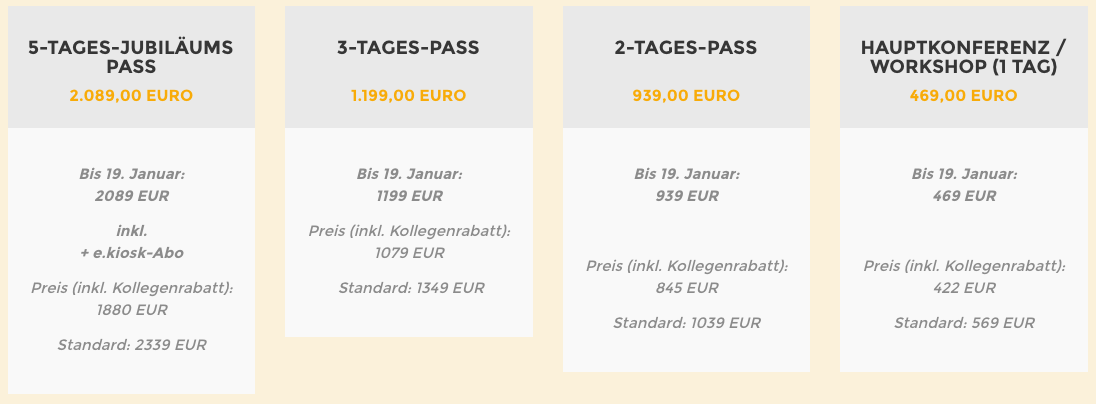 5-TAGES-JUBILÄUMS
PASS
2.089,00 EURO
Bis 19. Januar:
2089 EUR
inkl.
+ e.kiosk-Abo
Preis (inkl. Kollegenrabatt):
1880 EUR
Standard: 2339 EUR
3-TAGES-PASS
1.199,00 EURO
Bis 19. Januar:
1199 EUR
Preis (inkl. Kollegenrabatt):
1079 EUR
Standard: 1349 EUR
2-TAGES-PASS
939,00 EURO
Bis 19. Januar:
939 EUR
Preis (inkl. Kollegenrabatt):
845 EUR
Standard: 1039 EUR
HAUPTKONFERENZ /
WORKSHOP (1 TAG)
469,00 EURO
Bis 19. Januar:
469 EUR
Preis (inkl. Kollegenrabatt):
422 EUR
Standard: 569 EUR